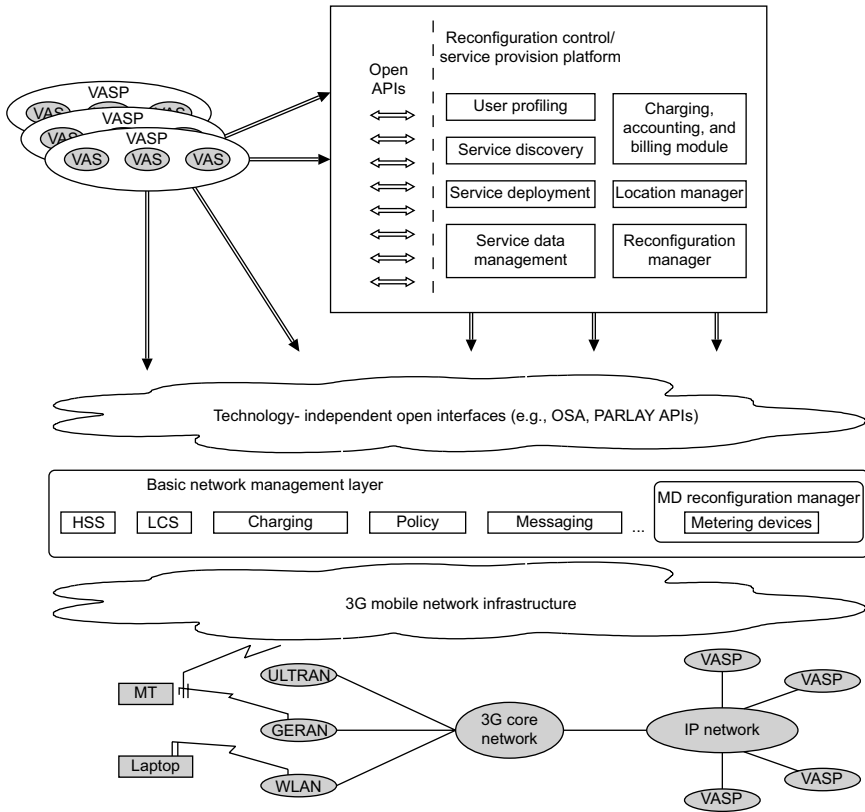 Reconfiguration control/
service provision platform
Open
APIs
User profiling
Charging,
accounting, and
billing module
Service discovery
Service deployment
Location manager
Service data
management
Reconfiguration
manager
VASP
VAS
VAS
VASP
VAS
VAS
VASP
VAS
VAS
VAS
Technology- independent open interfaces (e.g., OSA, PARLAY APIs)
Basic network management layer
HSS
LCS
Charging
Policy
Messaging
...
MD reconfiguration manager
Metering devices
3G mobile network infrastructure
MT
Laptop
ULTRAN
GERAN
WLAN
3G core
network
IP network
VASP
VASP
VASP
VASP